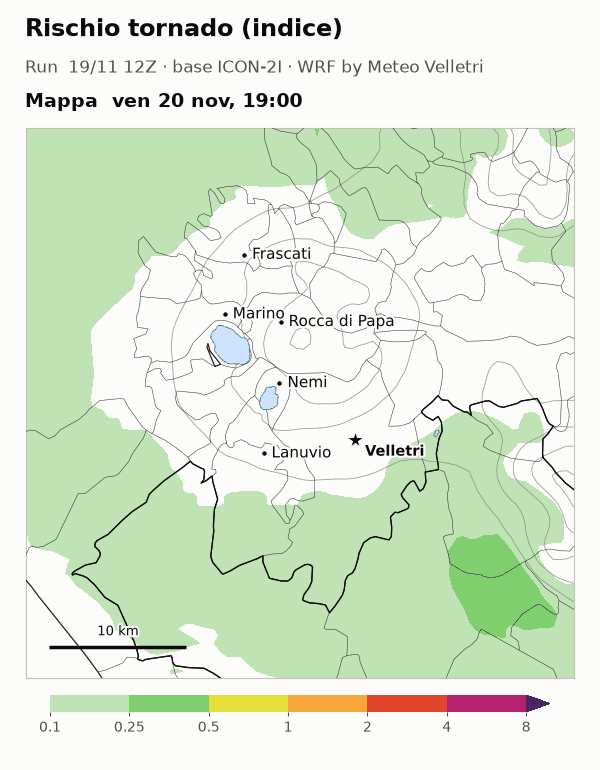 Rischio tornado (indice)
Run  19/11 12Z · base ICON-2I · WRF by Meteo Velletri
Mappa  ven 20 nov, 19:00
Frascati
Marino
Rocca di Papa
Nemi
Velletri
Lanuvio
10 km
0.1 0.25 0.5 1 2 4 8